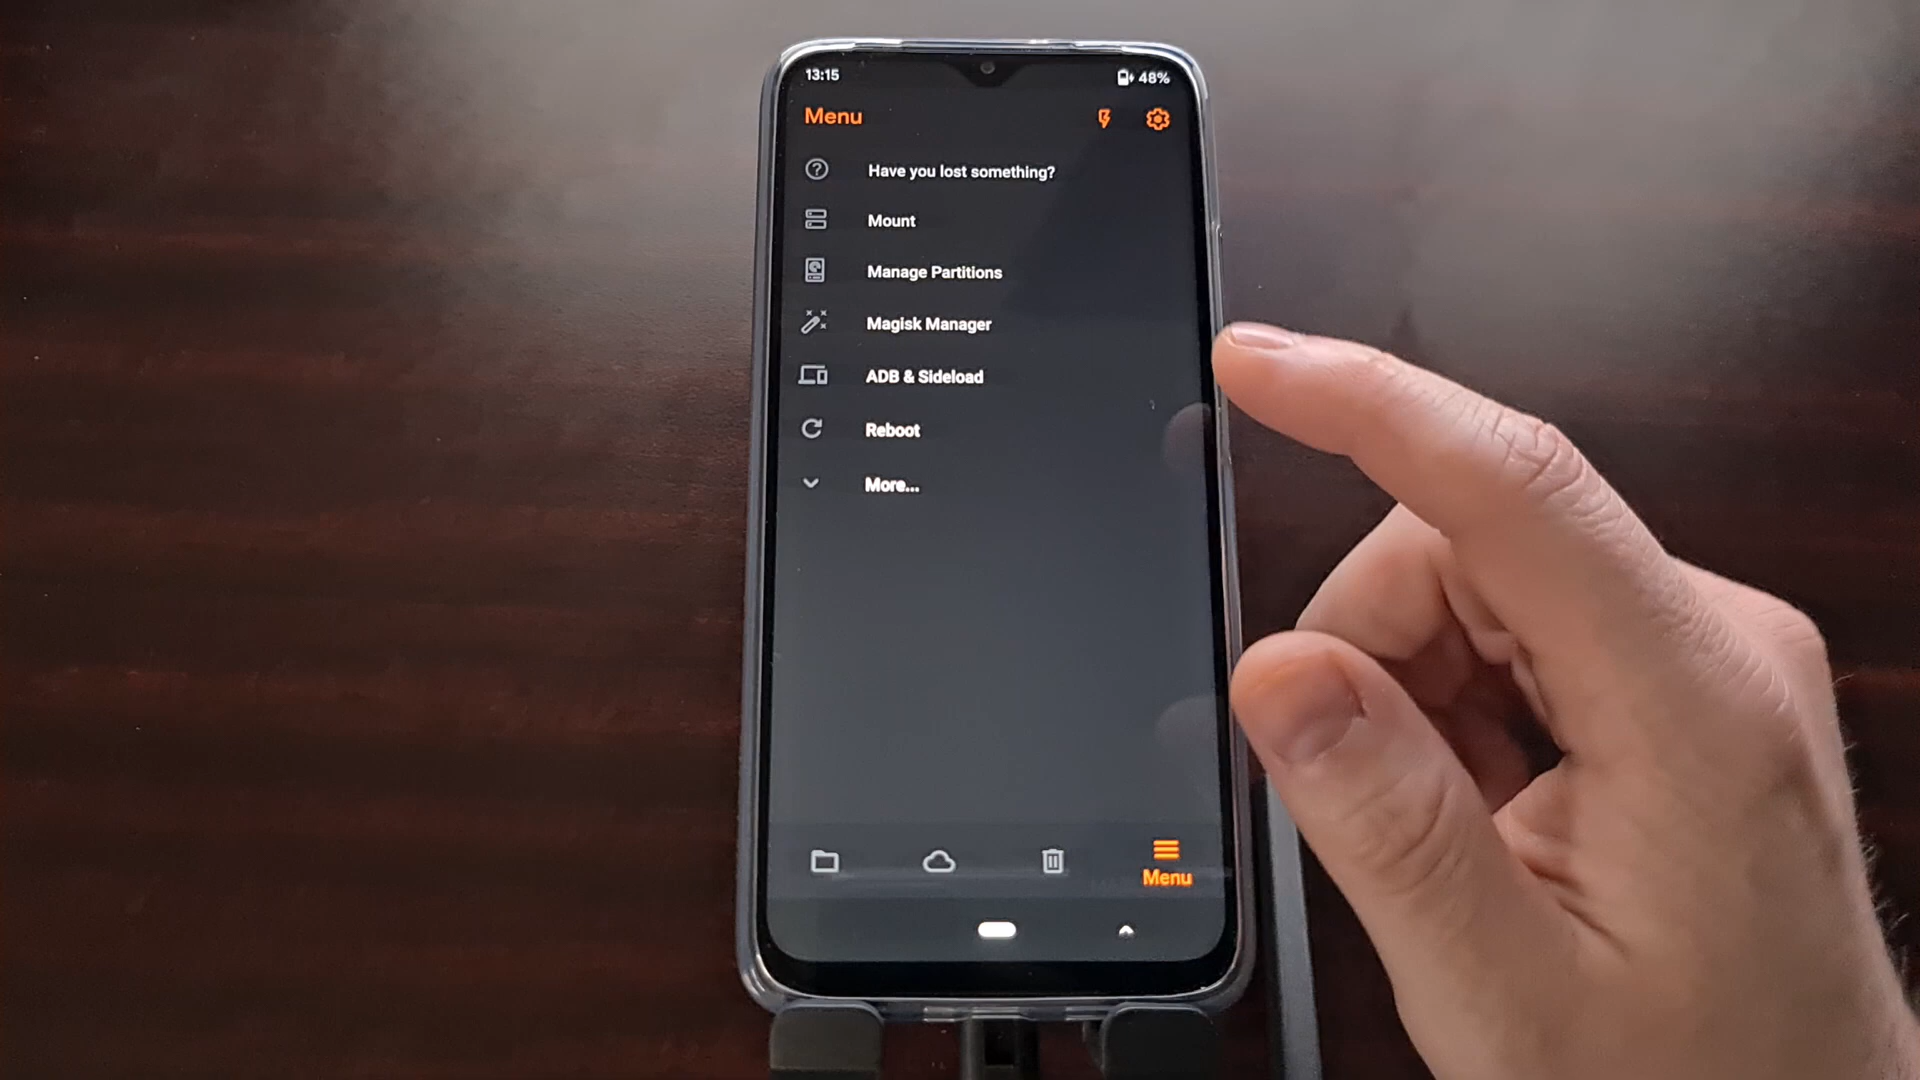 13:15
48%
Menu
Have you lost something?
Mount
Manage Partitions
Magisk Manager
ADB & Sideload
Reboot
More...
Menu